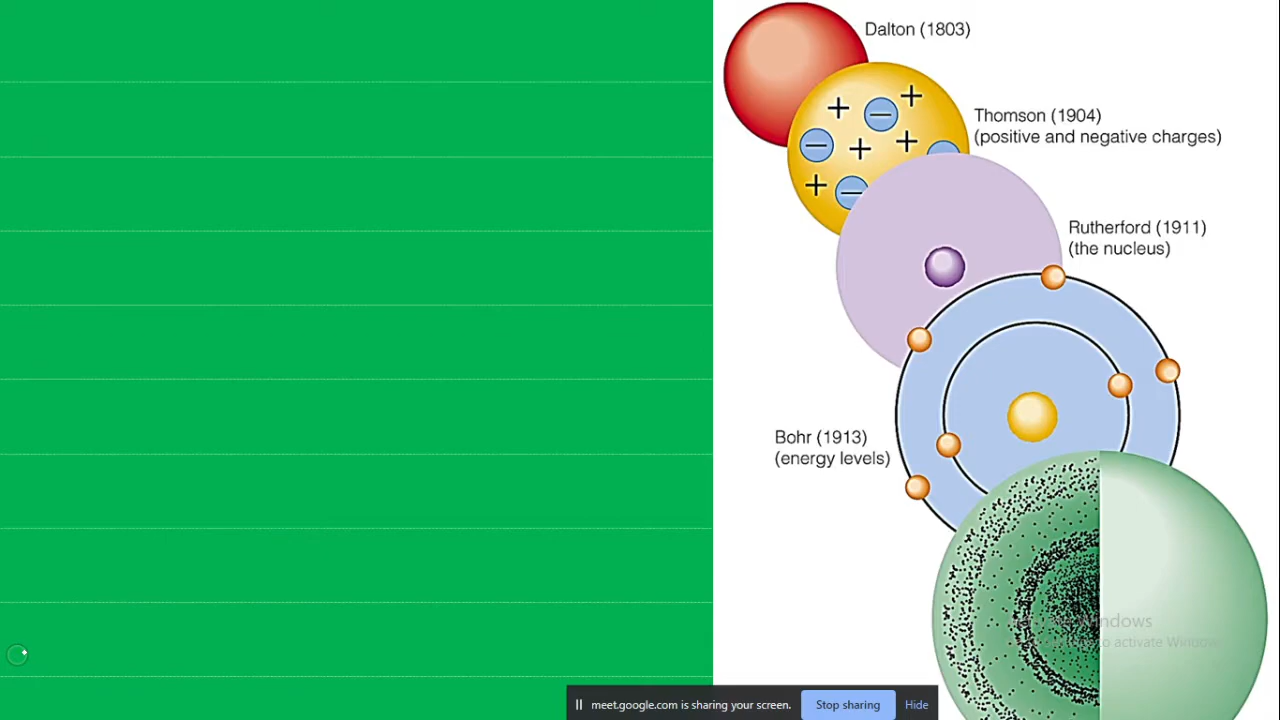 Dalton (1803)
Thomson (1904)
(positive and negative charges)
Rutherford (1911)
(the nucleus)
Bohr (1913)
(energy levels)
meet.google.com is sharing your screen.
Stop sharing
Hide